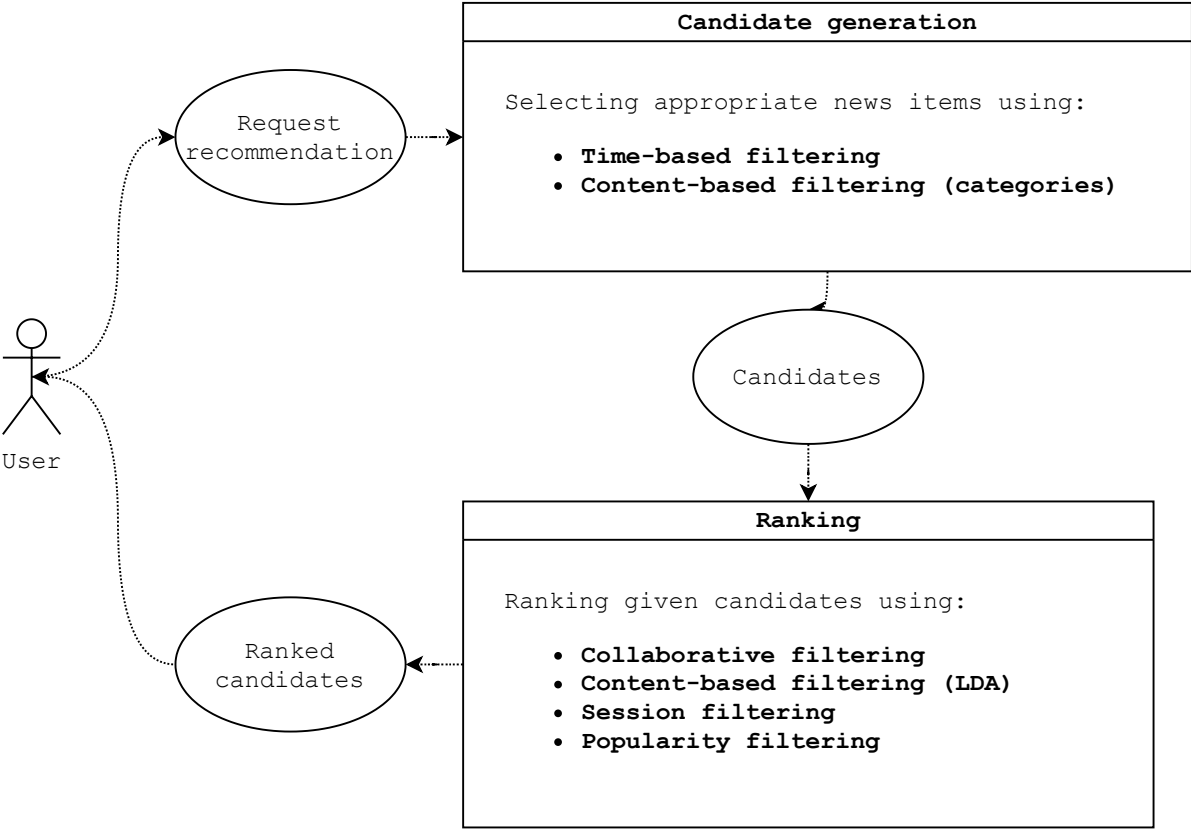 Candidate generation
Selecting appropriate news items using:
• Time-based filtering
• Content-based filtering (categories)
Request
recommendation
Candidates
User
Ranking
Ranking given candidates using:
• Collaborative filtering
• Content-based filtering (LDA)
• Session filtering
• Popularity filtering
Ranked
candidates